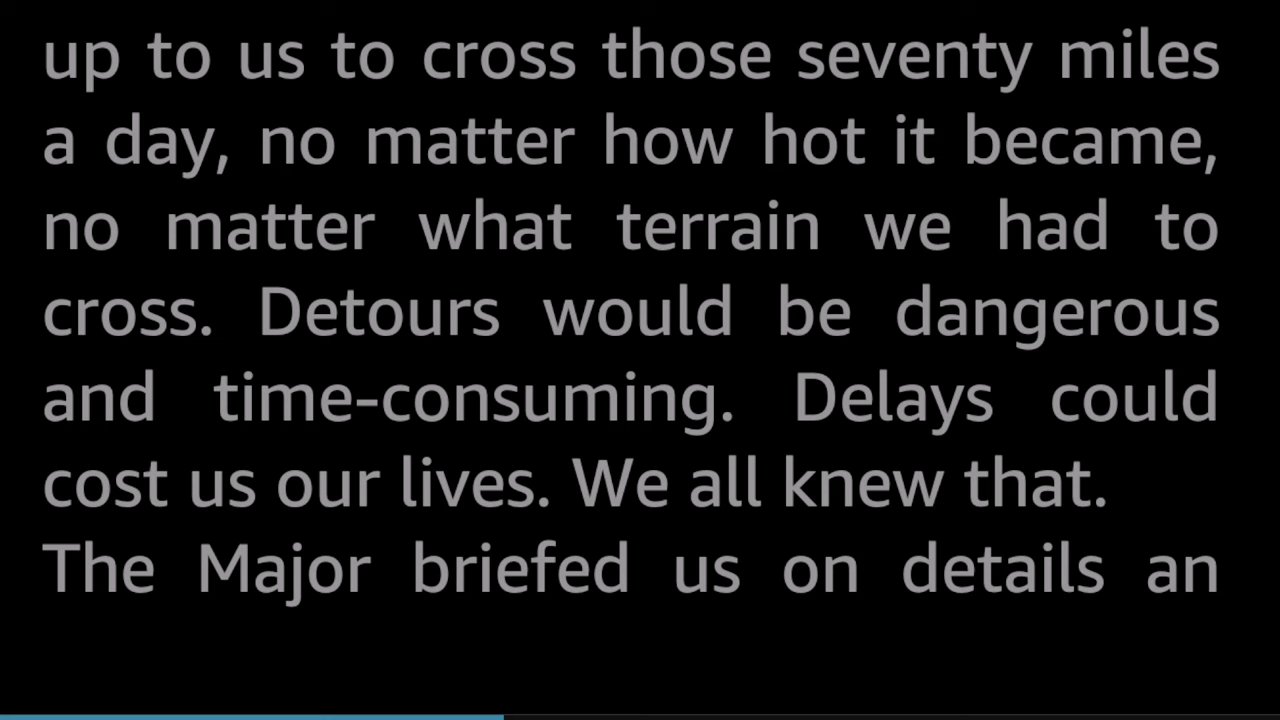 up to us to cross those seventy miles
a day, no matter how hot it became,
no matter what terrain we had to
cross. Detours would be dangerous
and time-consuming. Delays could
cost us our lives. We all knew that.
The Major briefed us on details an